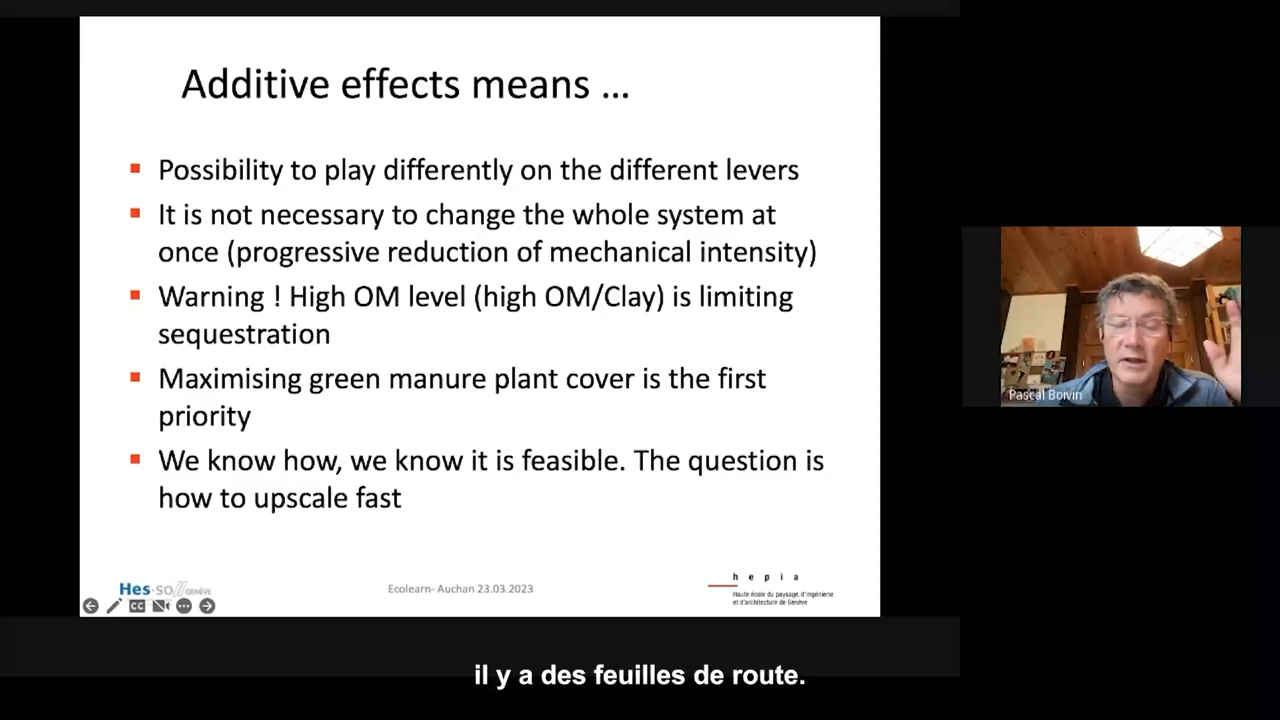 Additive effects means ...
Possibility to play differently on the different levers
It is not necessary to change the whole system at
once (progressive reduction of mechanical intensity)
Warning ! High OM level (high OM/Clay) is limiting
sequestration
Maximising green manure plant cover is the first
priority
We know how, we know it is feasible. The question is
how to upscale fast
Hes-so GENÈVE
Ecolearn- Auchan 23.03.2023
h e p i a
Haute école du paysage, d'ingénierie
et d'architecture de Genève
CC
Pascal Boivin
il y a des feuilles de route.